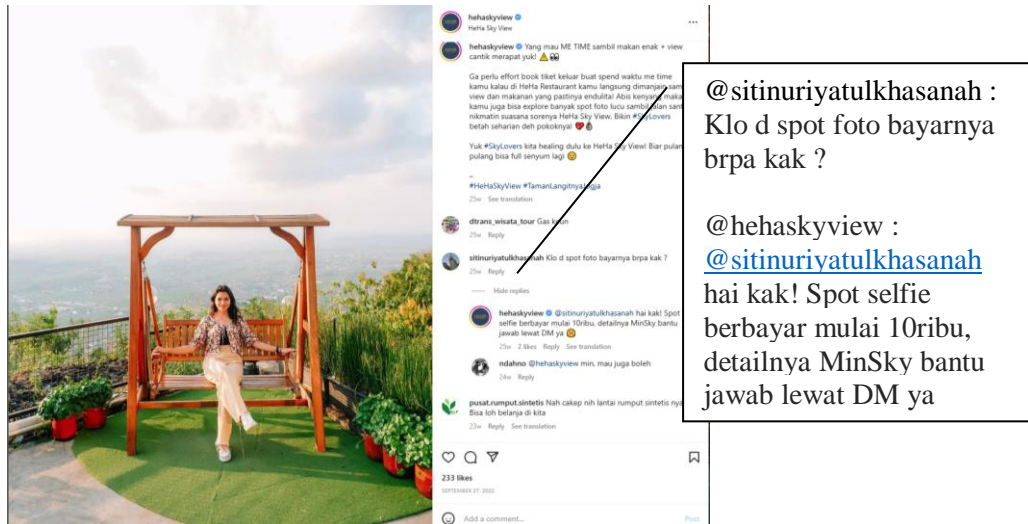 hehaskyview
HeHa Sky View
hehaskyview Yang mau ME TIME sambil makan enak + view
cantik merapat yuk!
Ga perlu effort book tiket keluar buat spend waktu me time
kamu kalau di HeHa Restaurant kamu langsung dimanjain sam
view dan makanan yang pastinya endulita! Abis kenyang maka
kamu juga bisa explore banyak spot foto lucu sambil jalan sant
nikmatin suasana sorenya HeHa Sky View. Bikin #SkyLovers
betah seharian deh pokoknya!
Yuk #SkyLovers kita healing dulu ke HeHa Sky View! Biar pulan
pulang bisa full senyum lagi
#HeHaSkyView #TamanLangitnyaJogja
25w See translation
dtrans_wisata_tour Gas keun
25w Reply
sitinuriyatulkhasanah Klo d spot foto bayarnya brpa kak ?
25w Reply
Hide replies
hehaskyview @sitinuriyatulkhasanah hai kak! Spot
selfie berbayar mulai 10ribu, detailnya MinSky bantu
jawab lewat DM ya
25w 2 likes Reply See translation
ndahno @hehaskyview min. mau juga boleh
24w Reply
pusat.rumput.sintetis Nah cakep nih lantai rumput sintetis nya
Bisa loh belanja di kita
23w Reply See translation
233 likes
SEPTEMBER 27, 2022
Add a comment...
Post
@sitinuriyatulkhasanah :
Klo d spot foto bayarnya
brpa kak ?
@hehaskyview :
@sitinuriyatulkhasanah
hai kak! Spot selfie
berbayar mulai 10ribu,
detailnya MinSky bantu
jawab lewat DM ya